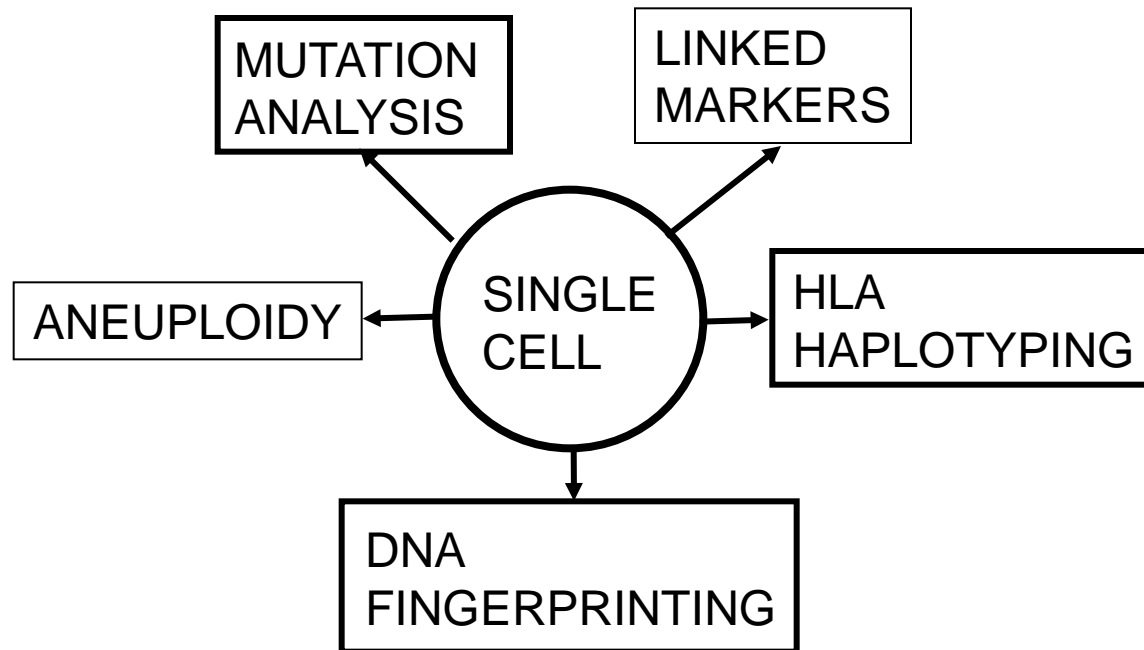 MUTATION
ANALYSIS
LINKED
MARKERS
ANEUPLOIDY
SINGLE
CELL
HLA
HAPLOTYPING
DNA
FINGERPRINTING